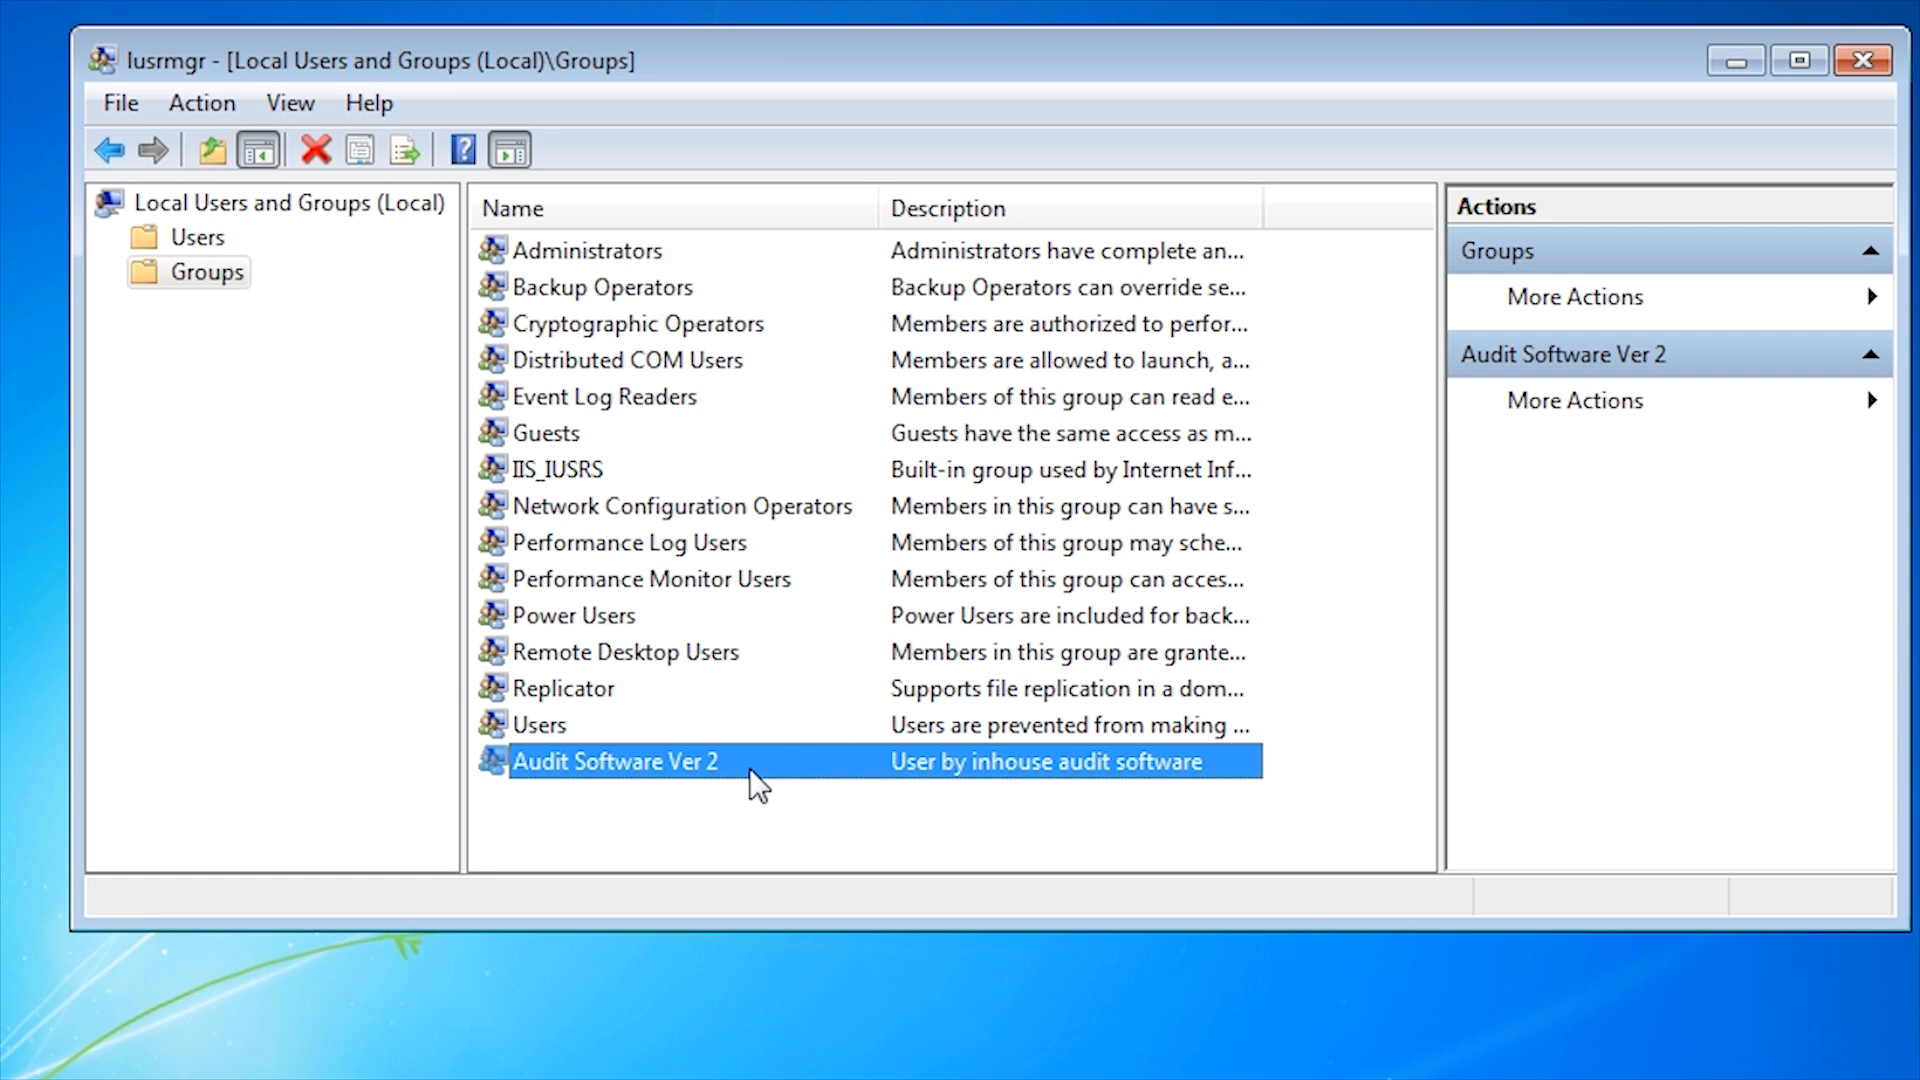 lusrmgr - [Local Users and Groups (Local)\Groups]
File Action View Help
Local Users and Groups (Local)
Users
Groups
Name Description
Administrators Administrators have complete an...
Backup Operators Backup Operators can override se...
Cryptographic Operators Members are authorized to perfor...
Distributed COM Users Members are allowed to launch, a...
Event Log Readers Members of this group can read e...
Guests Guests have the same access as m...
IIS_IUSRS Built-in group used by Internet Inf...
Network Configuration Operators Members in this group can have s...
Performance Log Users Members of this group may sche...
Performance Monitor Users Members of this group can acces...
Power Users Power Users are included for back...
Remote Desktop Users Members in this group are grante...
Replicator Supports file replication in a dom...
Users Users are prevented from making ...
Audit Software Ver 2 User by inhouse audit software
Actions
Groups
More Actions
Audit Software Ver 2
More Actions